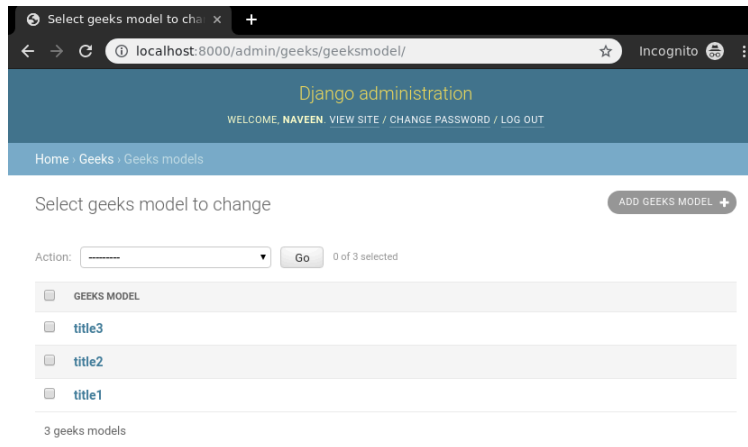 Select geeks model to cha
localhost:8000/admin/geeks/geeksmodel/
Incognito
Django administration
WELCOME, NAVEEN. VIEW SITE / CHANGE PASSWORD / LOG OUT
Home › Geeks › Geeks models
Select geeks model to change
ADD GEEKS MODEL +
Action: --------- Go 0 of 3 selected
GEEKS MODEL
title3
title2
title1
3 geeks models